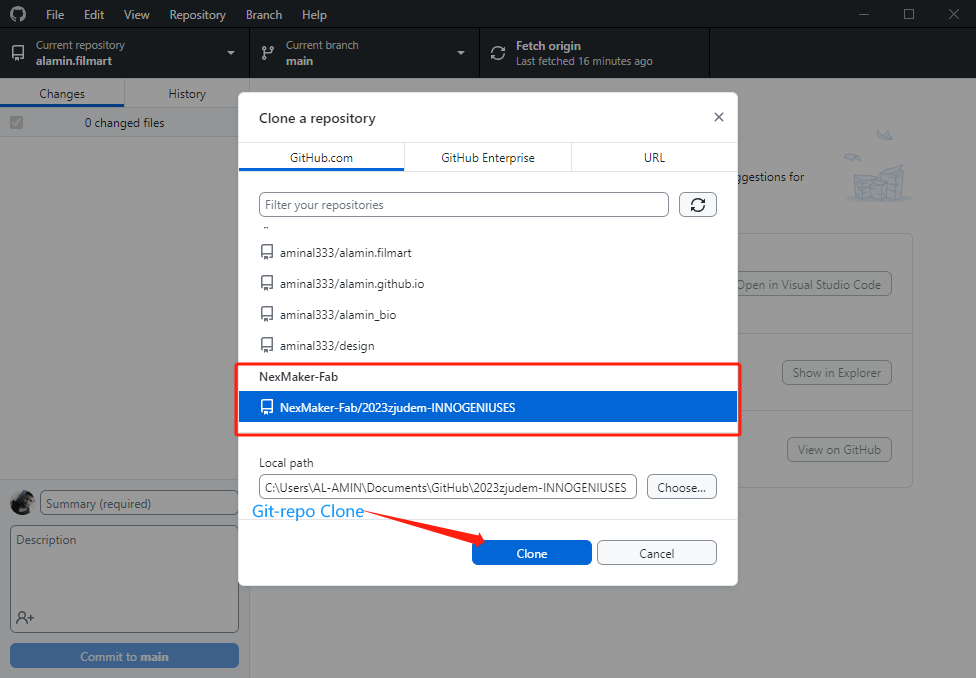 File Edit View Repository Branch Help
Current repository
alamin.filmart
Current branch
main
Fetch origin
Last fetched 16 minutes ago
Changes History
0 changed files
Clone a repository
GitHub.com GitHub Enterprise URL
Filter your repositories
aminal333/alamin.filmart
aminal333/alamin.github.io
aminal333/alamin_bio
aminal333/design
NexMaker-Fab
NexMaker-Fab/2023zjudem-INNOGENIUSES
Local path
C:\Users\AL-AMIN\Documents\GitHub\2023zjudem-INNOGENIUSES Choose...
Git-repo Clone
Clone Cancel
ggestions for
Open in Visual Studio Code
Show in Explorer
View on GitHub
Summary (required)
Description
Commit to main